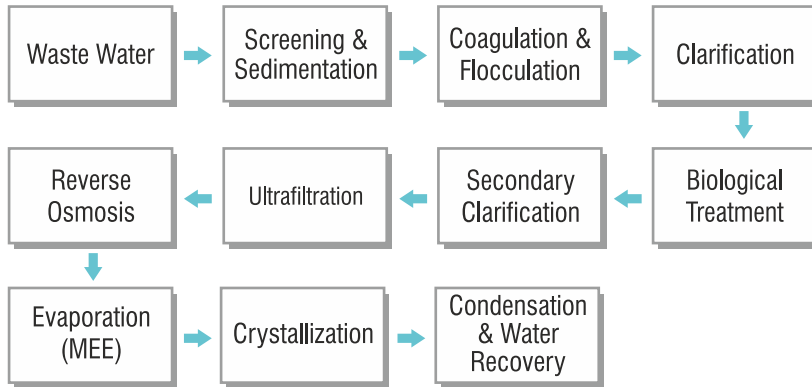 Waste Water
Screening &
Sedimentation
Coagulation &
Flocculation
Clarification
Biological
Treatment
Secondary
Clarification
Ultrafiltration
Reverse
Osmosis
Evaporation
(MEE)
Crystallization
Condensation
& Water
Recovery